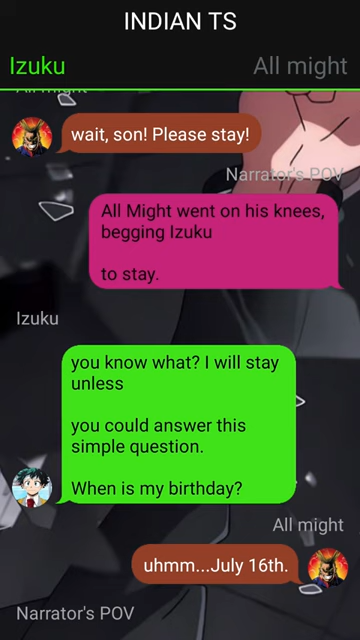 INDIAN TS
Izuku
All might
All might
wait, son! Please stay!
Narrator's POV
All Might went on his knees,
begging Izuku
to stay.
Izuku
you know what? I will stay
unless
you could answer this
simple question.
When is my birthday?
All might
uhmm...July 16th.
Narrator's POV